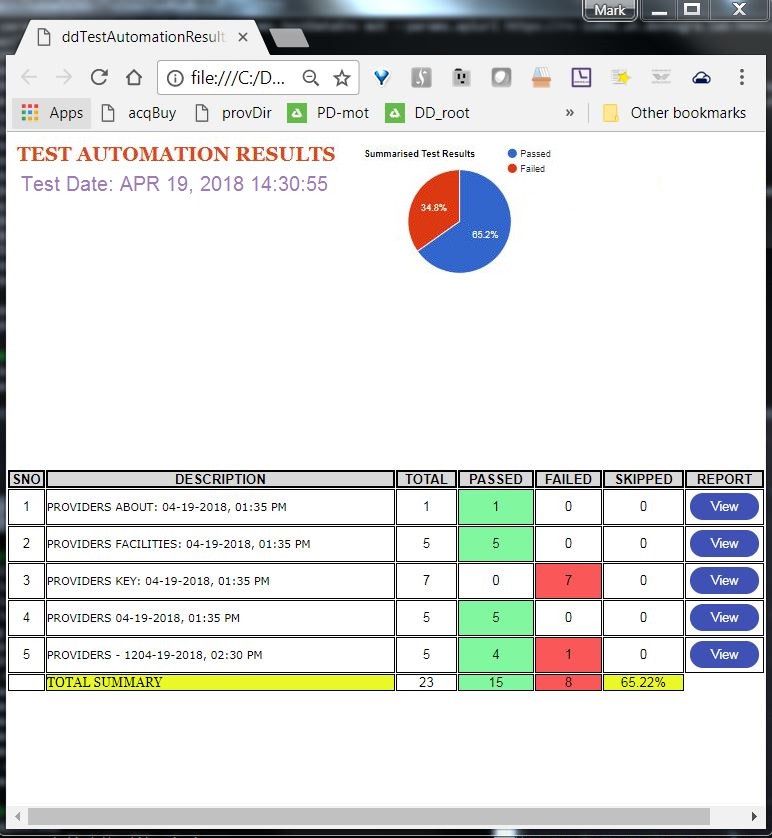 Mark
ddTestAutomationResult
file:///C:/D...
Apps acqBuy provDir PD-mot DD_root » Other bookmarks
TEST AUTOMATION RESULTS
Test Date: APR 19, 2018 14:30:55
Summarised Test Results
Passed
Failed
34.8%
65.2%
SNO DESCRIPTION TOTAL PASSED FAILED SKIPPED REPORT
1 PROVIDERS ABOUT: 04-19-2018, 01:35 PM 1 1 0 0 View
2 PROVIDERS FACILITIES: 04-19-2018, 01:35 PM 5 5 0 0 View
3 PROVIDERS KEY: 04-19-2018, 01:35 PM 7 0 7 0 View
4 PROVIDERS 04-19-2018, 01:35 PM 5 5 0 0 View
5 PROVIDERS - 1204-19-2018, 02:30 PM 5 4 1 0 View
TOTAL SUMMARY 23 15 8 65.22%